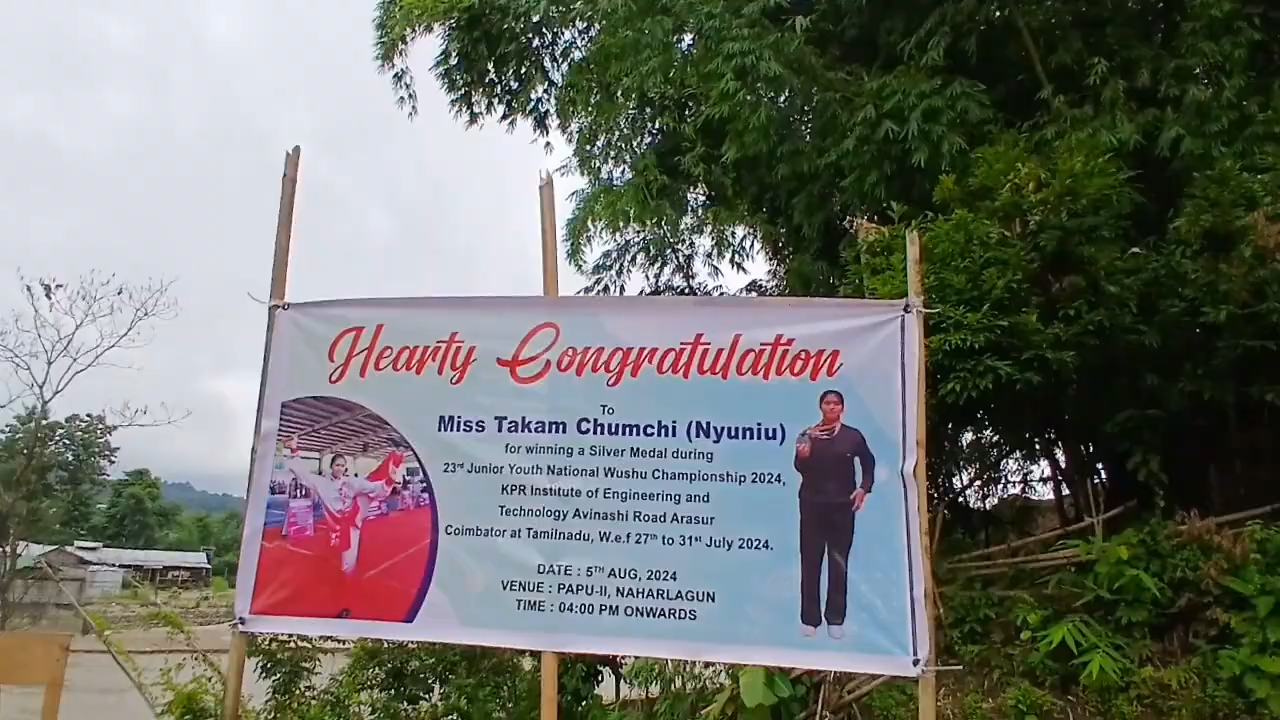 Hearty Congratulation
To
Miss Takam Chumchi (Nyuniu)
for winning a Silver Medal during
23rd Junior Youth National Wushu Championship 2024,
KPR Institute of Engineering and
Technology Avinashi Road Arasur
Coimbator at Tamilnadu, W.e.f 27th to 31st July 2024.
DATE : 5TH AUG, 2024
VENUE : PAPU-II, NAHARLAGUN
TIME : 04:00 PM ONWARDS